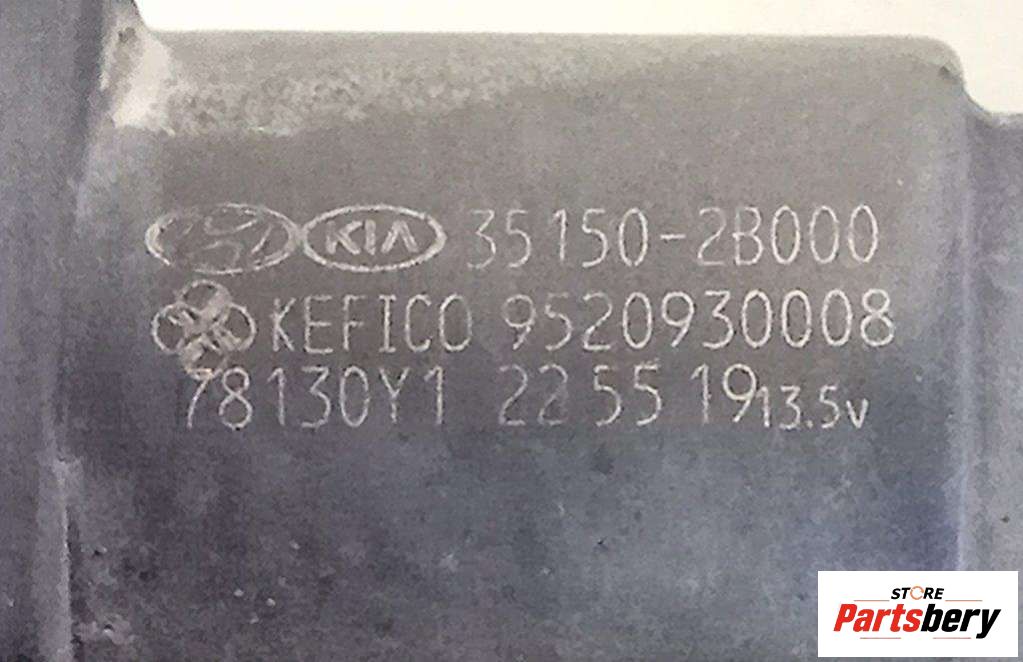 KIA 35150-2B000
KEFICO 9520930008
78130Y1 22 55 19 13.5v
STORE
Partsbery